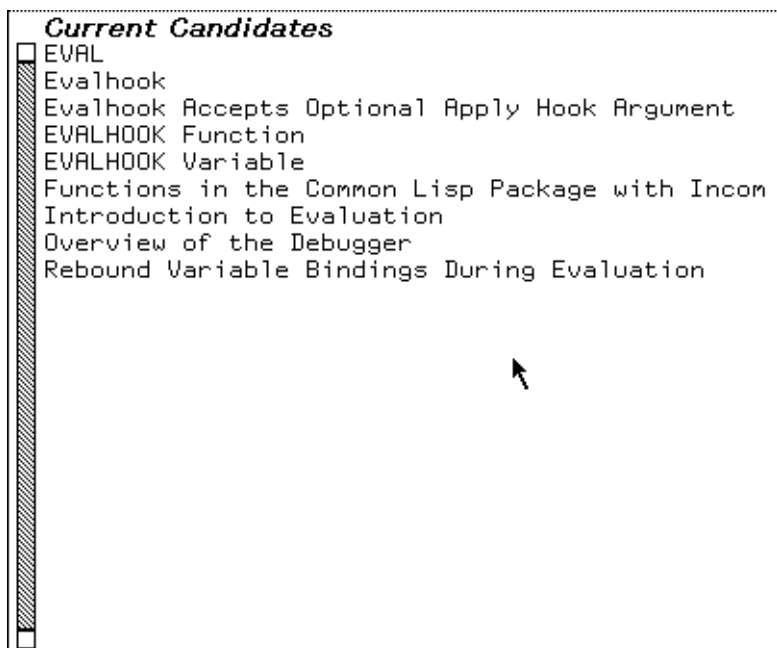 Current Candidates
EVAL
Evalhook
Evalhook Accepts Optional Apply Hook Argument
EVALHOOK Function
EVALHOOK Variable
Functions in the Common Lisp Package with Incom
Introduction to Evaluation
Overview of the Debugger
Rebound Variable Bindings During Evaluation